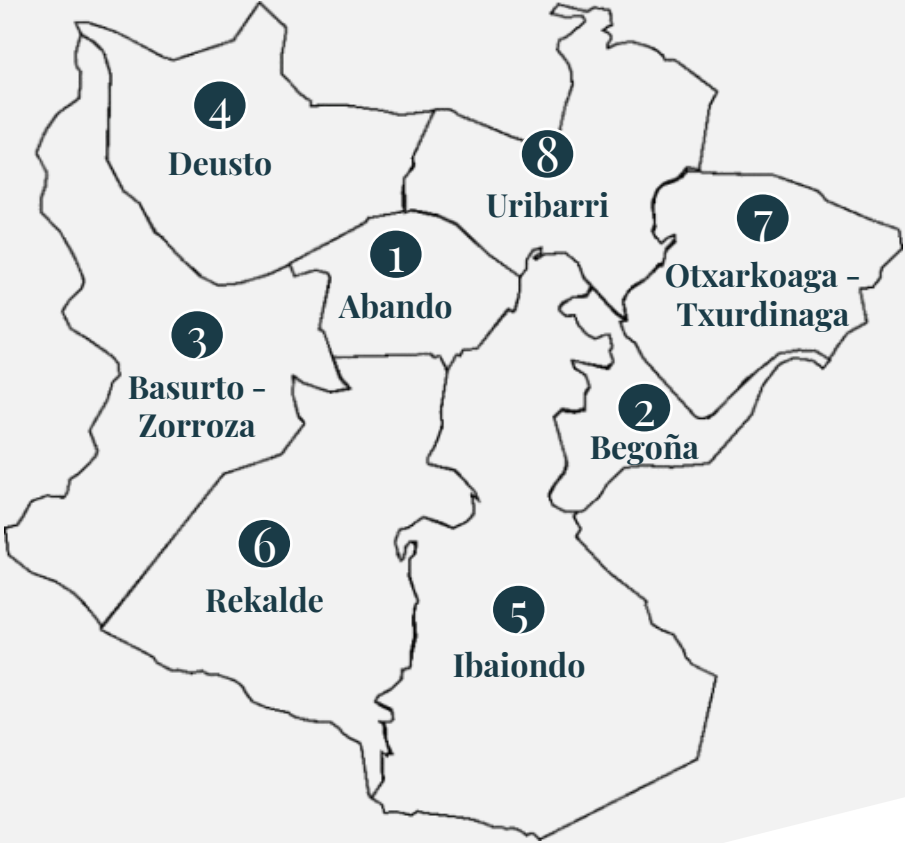 4
Deusto
8
Uribarri
7
Otxarkoaga -
Txurdinaga
1
Abando
3
Basurto -
Zorroza
2
Begoña
6
Rekalde
5
Ibaiondo